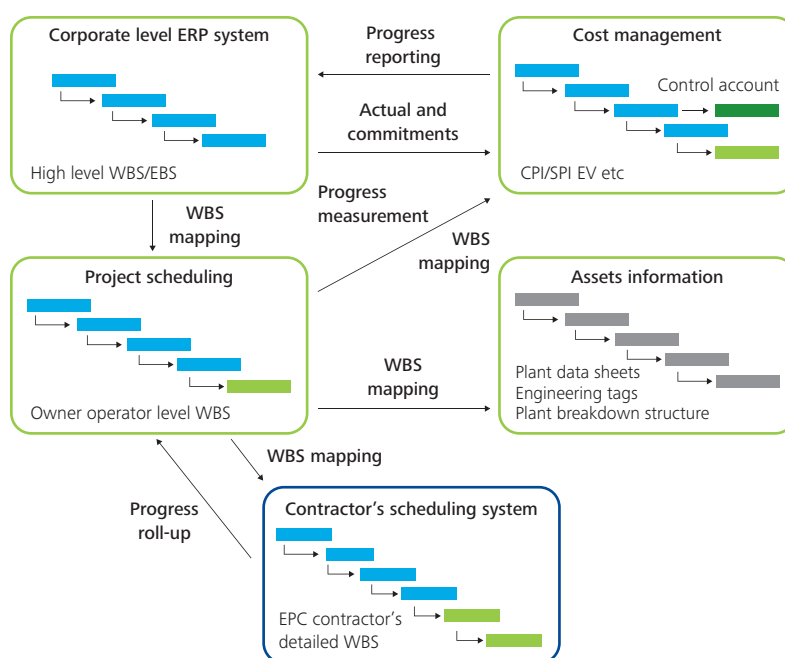 Corporate level ERP system
High level WBS/EBS
Progress
reporting
Actual and
commitments
Cost management
Control account
CPI/SPI EV etc
WBS
mapping
Progress
measurement
WBS
mapping
Project scheduling
Owner operator level WBS
WBS
mapping
Assets information
Plant data sheets
Engineering tags
Plant breakdown structure
WBS mapping
Progress
roll-up
Contractor's scheduling system
EPC contractor's
detailed WBS